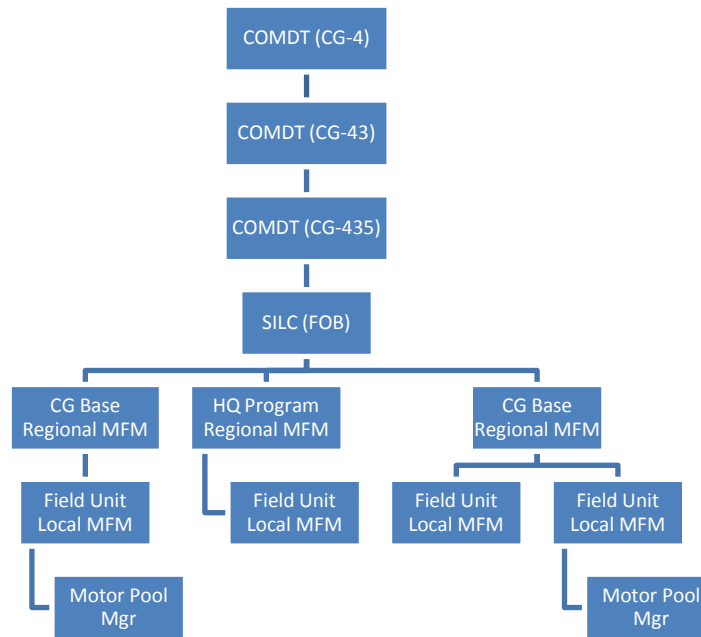 COMDT (CG-4)
COMDT (CG-43)
COMDT (CG-435)
SILC (FOB)
CG Base
Regional MFM
HQ Program
Regional MFM
CG Base
Regional MFM
Field Unit
Local MFM
Field Unit
Local MFM
Field Unit
Local MFM
Field Unit
Local MFM
Motor Pool
Mgr
Motor Pool
Mgr